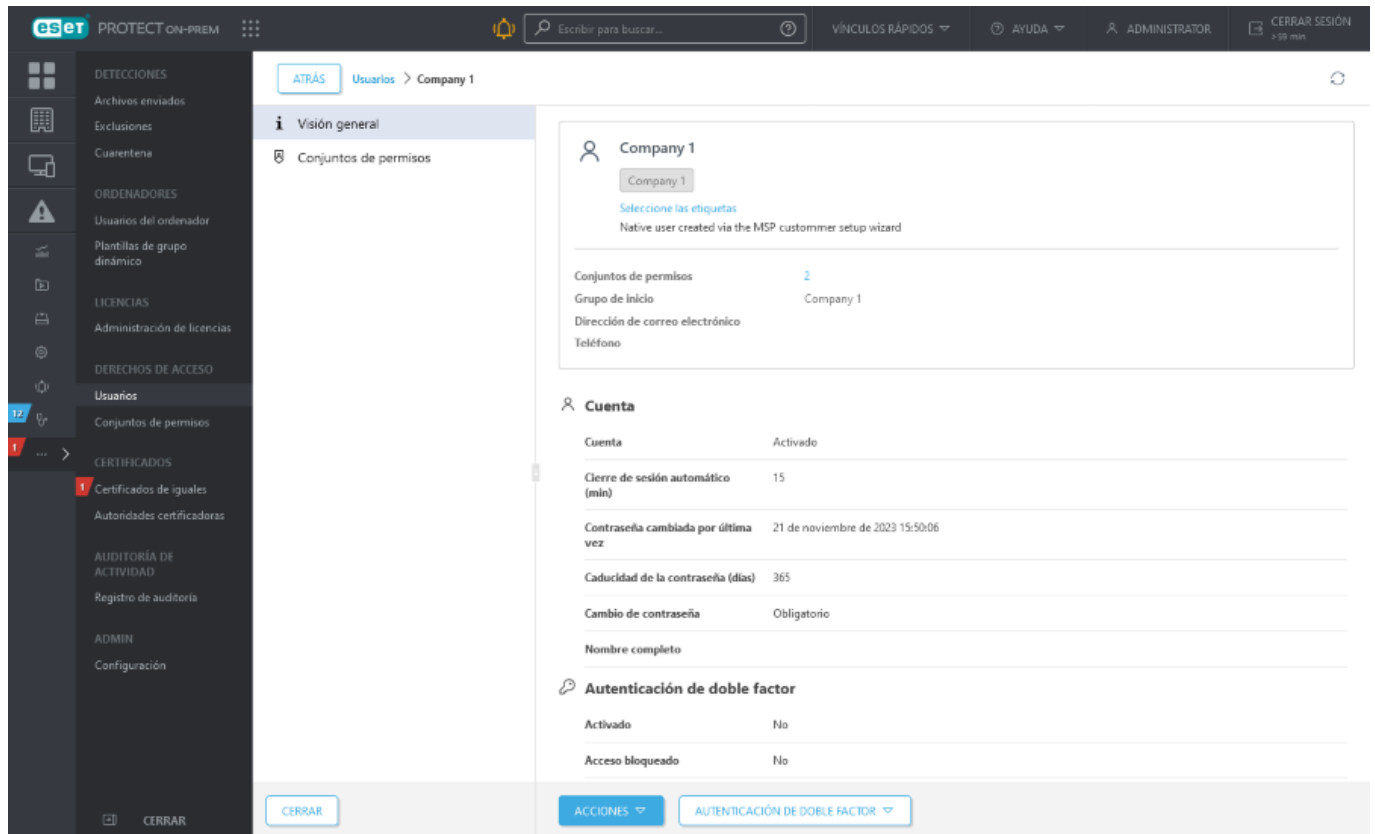 eseT PROTECT ON-PREM
Escribir para buscar...
VÍNCULOS RÁPIDOS
AYUDA
ADMINISTRATOR
CERRAR SESIÓN
>59 min
DETECCIONES
Archivos enviados
Exclusiones
Cuarentena
ORDENADORES
Usuarios del ordenador
Plantillas de grupo
dinámico
LICENCIAS
Administración de licencias
DERECHOS DE ACCESO
Usuarios
Conjuntos de permisos
CERTIFICADOS
1 Certificados de iguales
Autoridades certificadoras
AUDITORÍA DE
ACTIVIDAD
Registro de auditoría
ADMIN
Configuración
CERRAR
12
1 ...
ATRÁS Usuarios > Company 1
Visión general
Conjuntos de permisos
CERRAR
Company 1
Company 1
Seleccione las etiquetas
Native user created via the MSP custommer setup wizard
Conjuntos de permisos 2
Grupo de inicio Company 1
Dirección de correo electrónico
Teléfono
Cuenta
Cuenta Activado
Cierre de sesión automático 15
(min)
Contraseña cambiada por última 21 de noviembre de 2023 15:50:06
vez
Caducidad de la contraseña (días) 365
Cambio de contraseña Obligatorio
Nombre completo
Autenticación de doble factor
Activado No
Acceso bloqueado No
ACCIONES
AUTENTICACIÓN DE DOBLE FACTOR